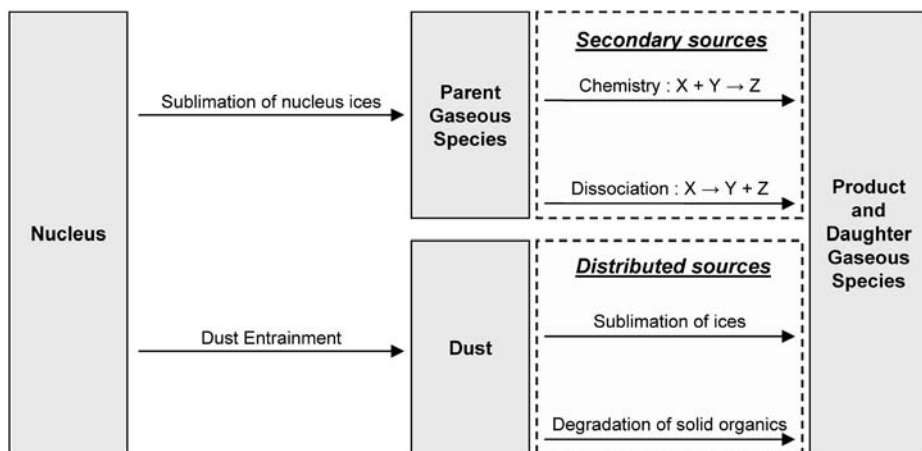 Nucleus
Sublimation of nucleus ices
Dust Entrainment
Parent
Gaseous
Species
Dust
Secondary sources
Chemistry : X + Y → Z
Dissociation : X → Y + Z
Distributed sources
Sublimation of ices
Degradation of solid organics
Product
and
Daughter
Gaseous
Species